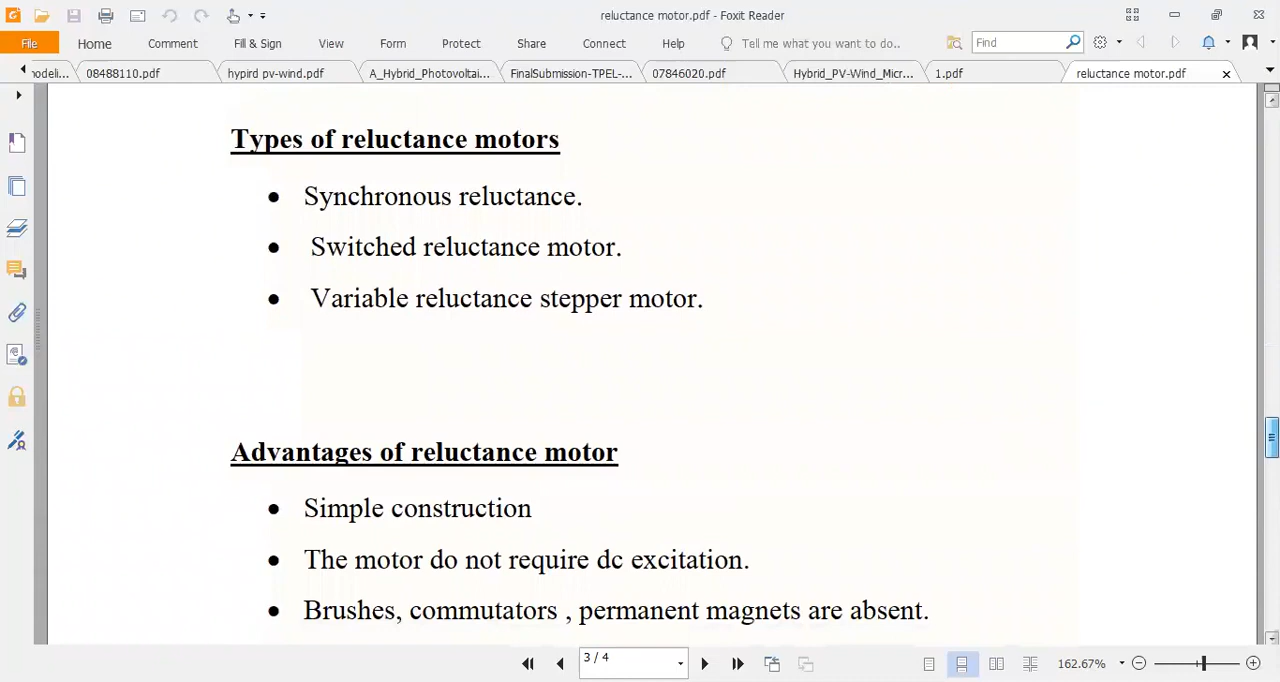 reluctance motor.pdf - Foxit Reader
File Home Comment Fill & Sign View Form Protect Share Connect Help Tell me what you want to do.. Find
nodeli... 08488110.pdf hypird pv-wind.pdf A_Hybrid_Photovoltai... FinalSubmission-TPEL-... 07846020.pdf Hybrid_PV-Wind_Micr... 1.pdf reluctance motor.pdf
Types of reluctance motors
• Synchronous reluctance.
• Switched reluctance motor.
• Variable reluctance stepper motor.
Advantages of reluctance motor
• Simple construction
• The motor do not require dc excitation.
• Brushes, commutators , permanent magnets are absent.
3 / 4 162.67%